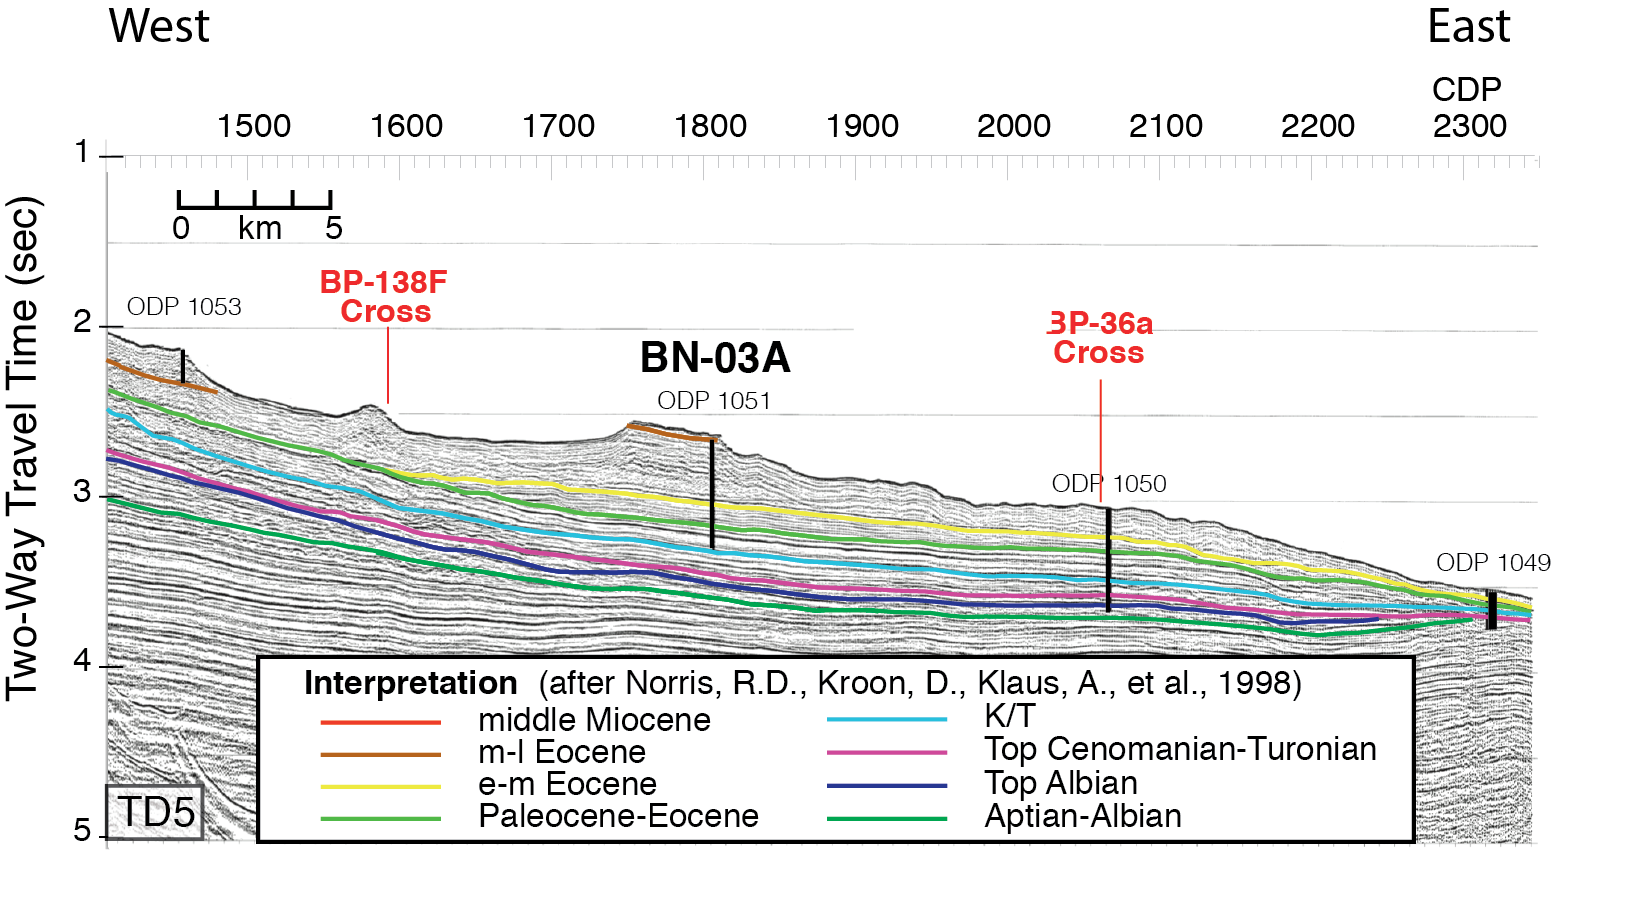 West
East
CDP
1500 1600 1700 1800 1900 2000 2100 2200 2300
1
0 km 5
BP-138F
Cross
ODP 1053
2
3P-36a
Cross
BN-03A
ODP 1051
3
ODP 1050
ODP 1049
Two-Way Travel Time (sec)
4
Interpretation (after Norris, R.D., Kroon, D., Klaus, A., et al., 1998)
middle Miocene
K/T
m-l Eocene
Top Cenomanian-Turonian
e-m Eocene
Top Albian
Paleocene-Eocene
Aptian-Albian
TD5
5